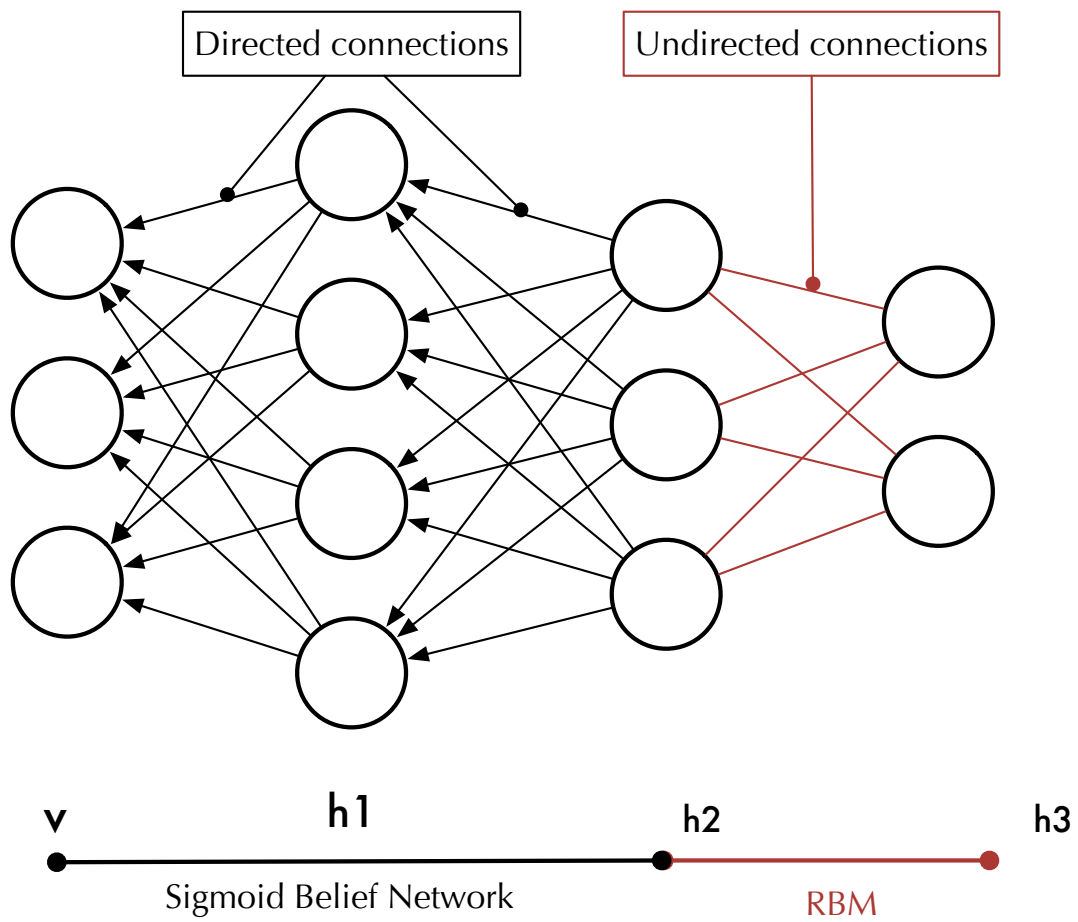 Directed connections
Undirected connections
v
h1
h2
h3
Sigmoid Belief Network
RBM